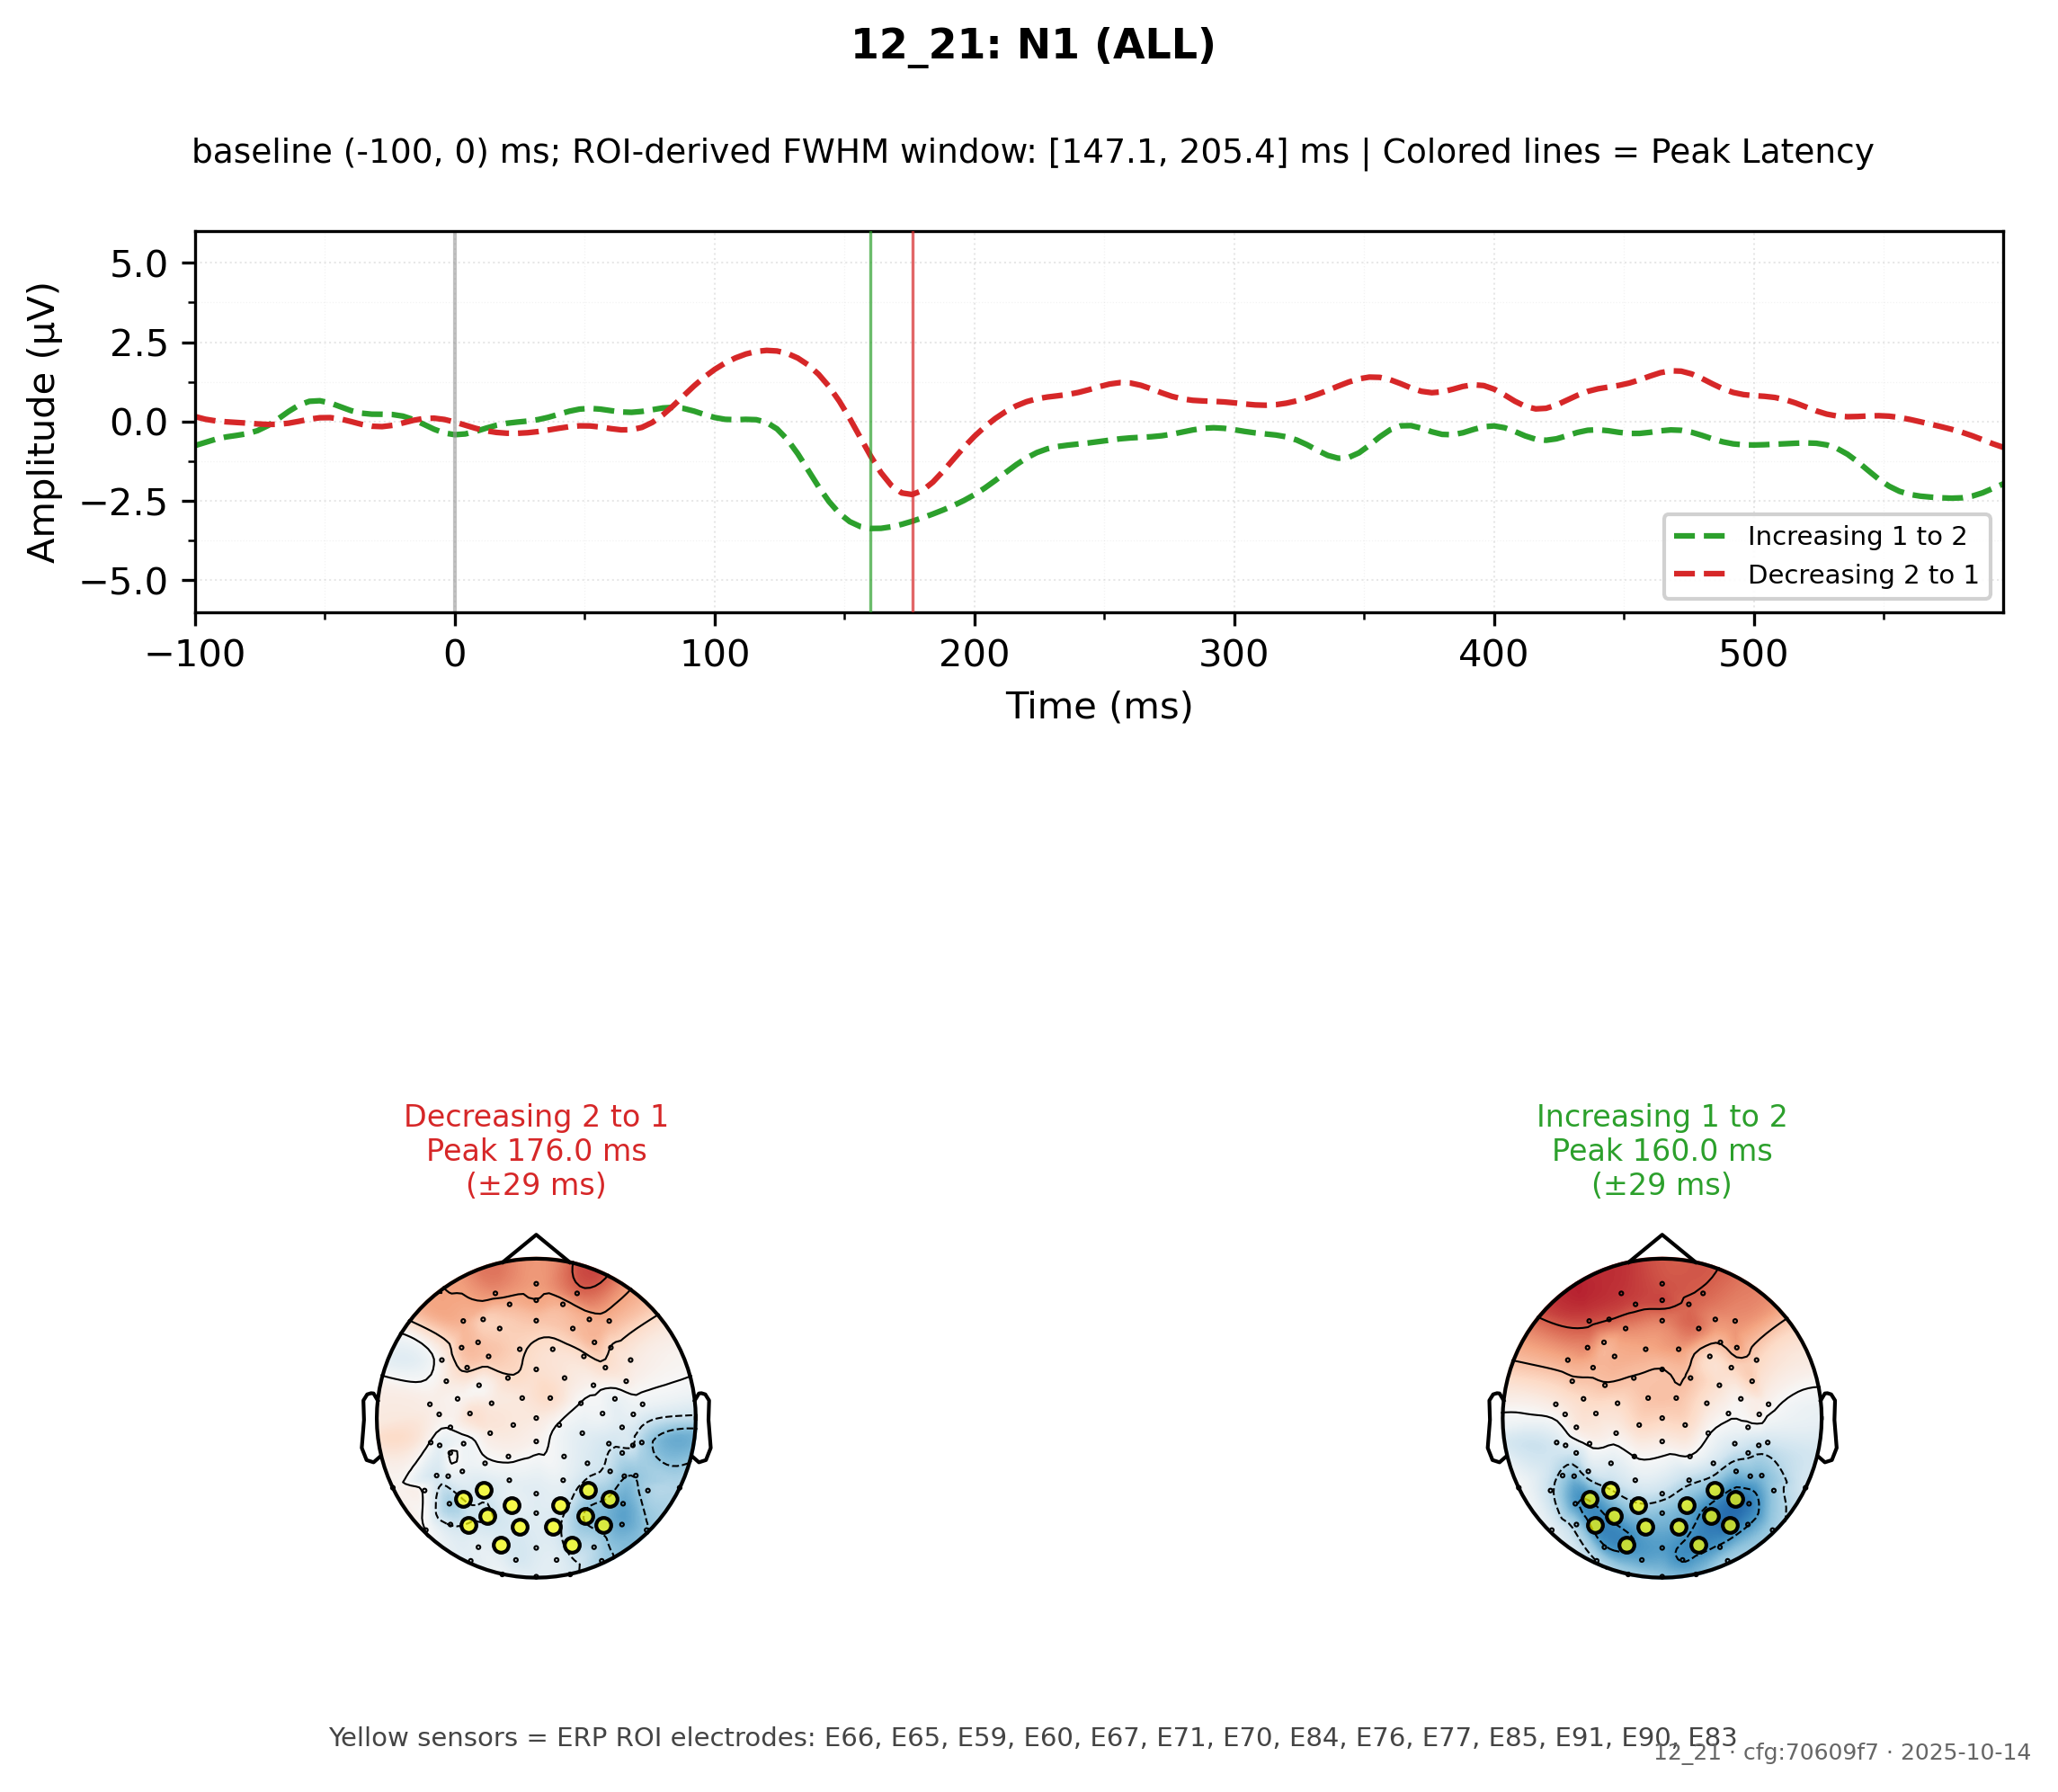 12_21: N1 (ALL)
baseline (-100, 0) ms; ROI-derived FWHM window: [147.1, 205.4] ms | Colored lines = Peak Latency
Amplitude (µV)
5.0
2.5
0.0
−2.5
−5.0
Increasing 1 to 2
Decreasing 2 to 1
−100 0 100 200 300 400 500
Time (ms)
Decreasing 2 to 1
Peak 176.0 ms
(±29 ms)
Increasing 1 to 2
Peak 160.0 ms
(±29 ms)
Yellow sensors = ERP ROI electrodes: E66, E65, E59, E60, E67, E71, E70, E84, E76, E77, E85, E91, E90, E83
12_21 · cfg:70609f7 · 2025-10-14